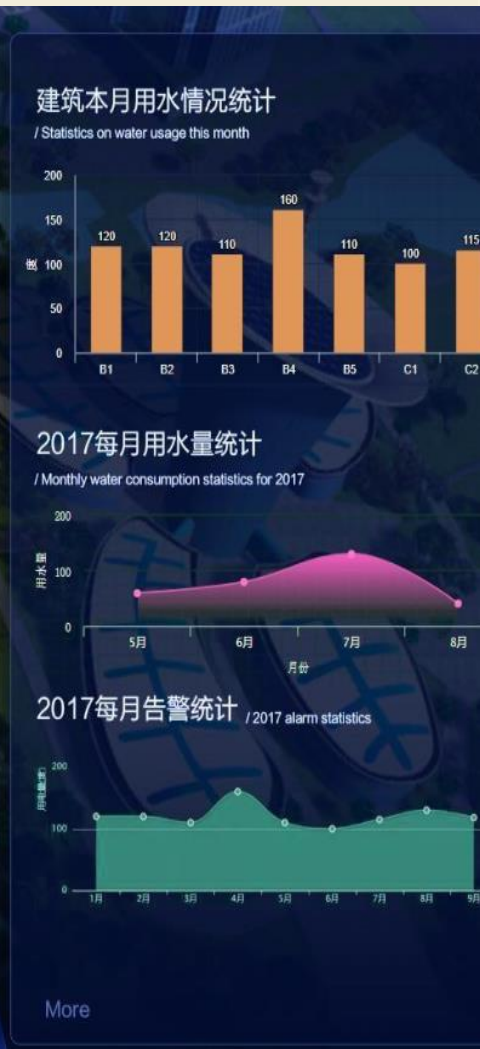 建筑本月用水情况统计
/ Statistics on water usage this month
200
150
100
50
0
度
120
120
110
160
110
100
115
B1
B2
B3
B4
B5
C1
C2
2017每月用水量统计
/ Monthly water consumption statistics for 2017
200
100
0
用水量
5月
6月
7月
8月
月份
2017每月告警统计 / 2017 alarm statistics
200
100
0
1月
2月
3月
4月
5月
6月
7月
8月
9月
More